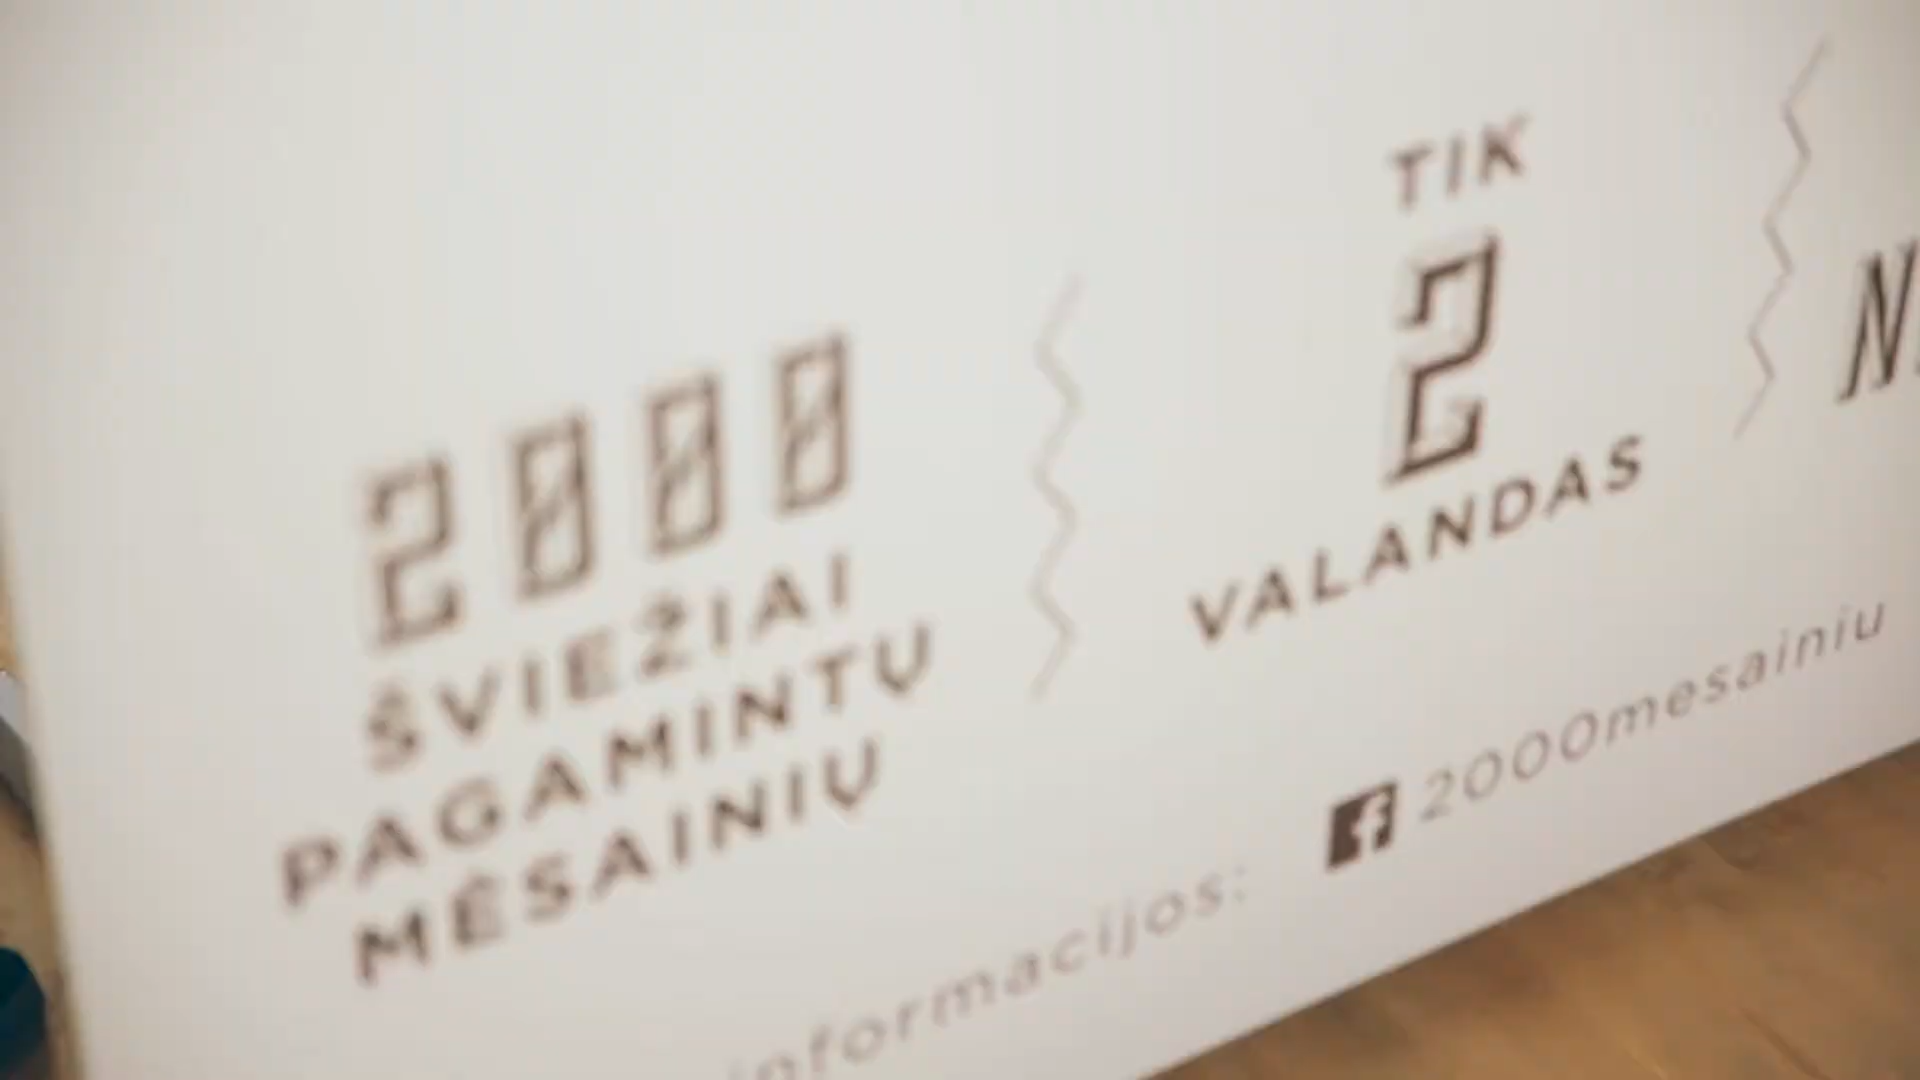 2000
ŠVIEŽIAI
PAGAMINTŲ
MĖSAINIŲ
TIK
2
VALANDAS
informacijos:
2000mesainiu